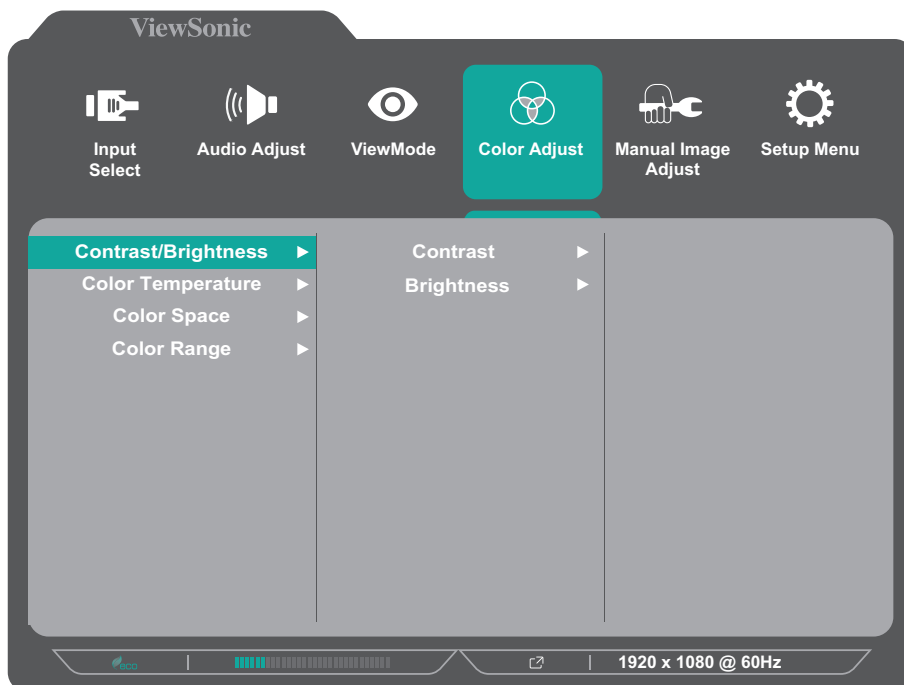 ViewSonic
Input
Select
Audio Adjust
ViewMode
Color Adjust
Manual Image
Adjust
Setup Menu
Contrast/Brightness
Color Temperature
Color Space
Color Range
Contrast
Brightness
eco
1920 x 1080 @ 60Hz